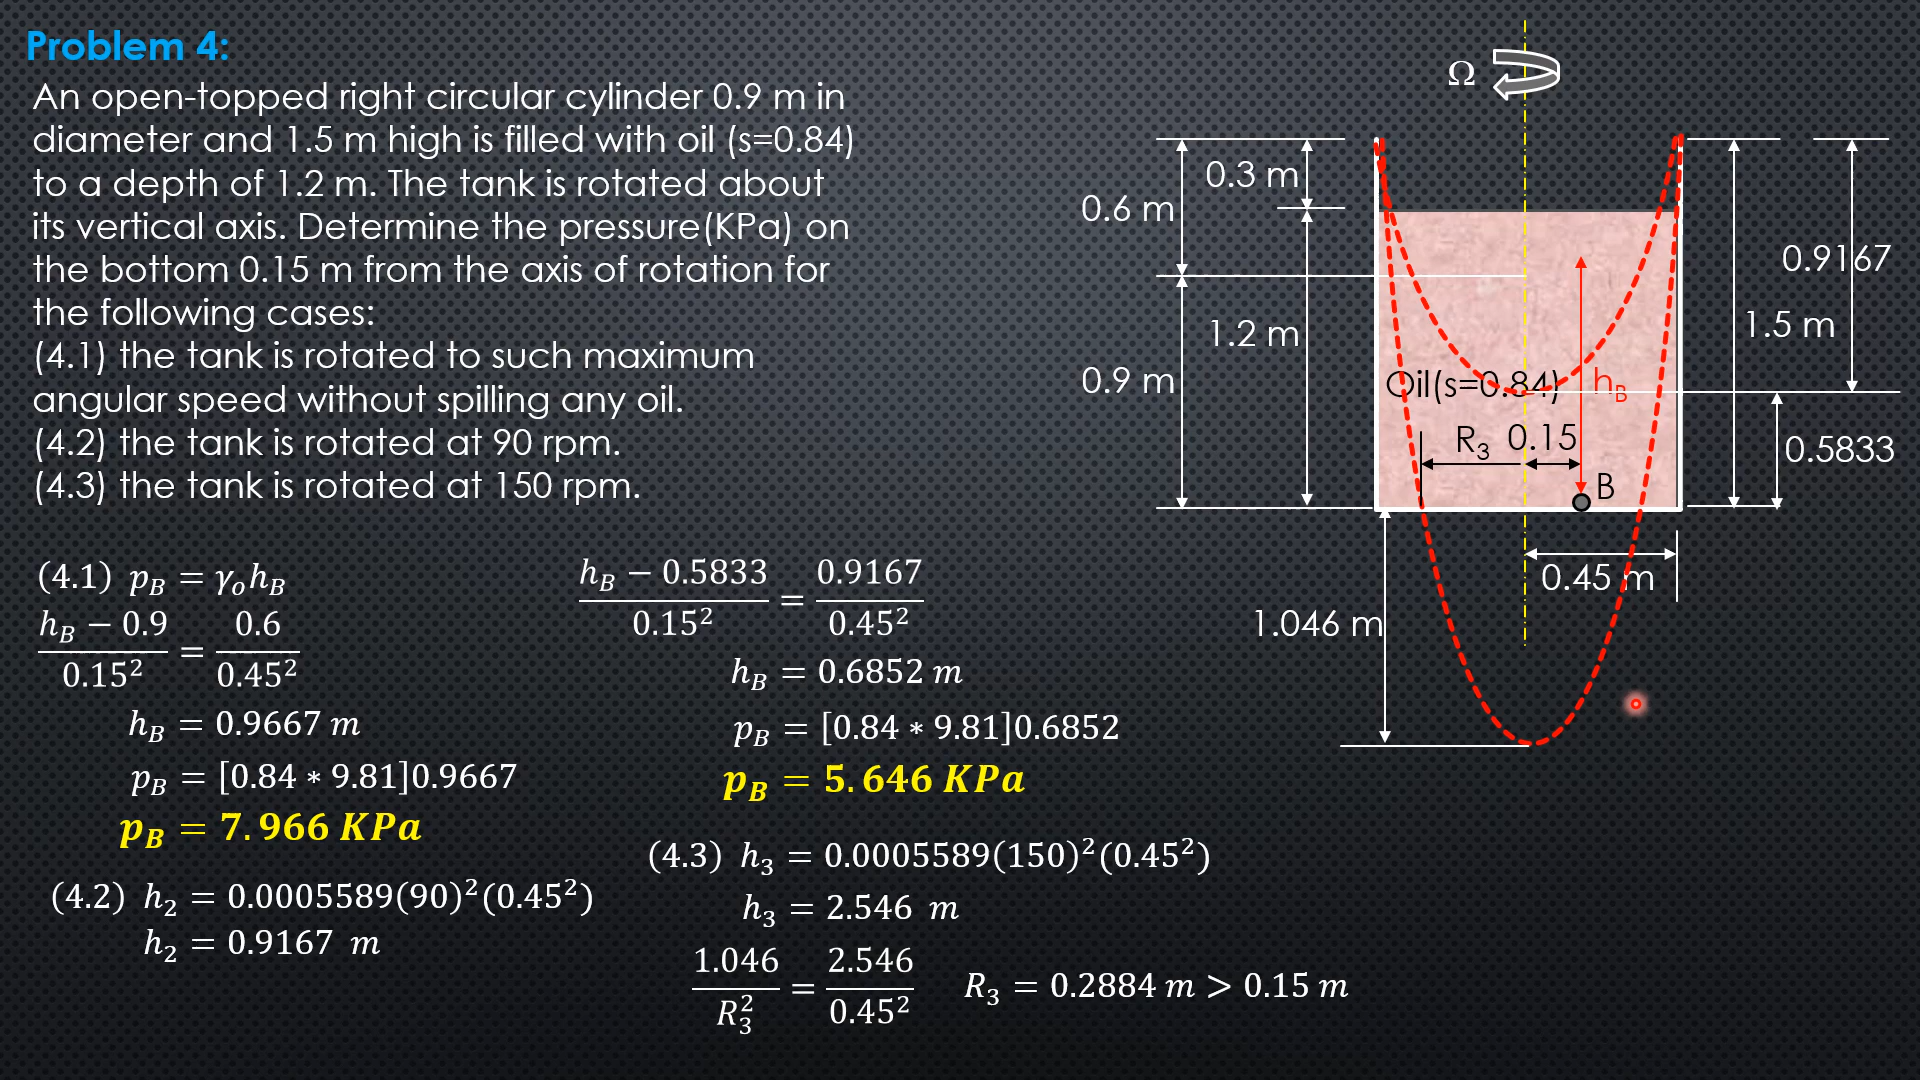 Problem 4:
An open-topped right circular cylinder 0.9 m in
diameter and 1.5 m high is filled with oil (s=0.84)
to a depth of 1.2 m. The tank is rotated about
its vertical axis. Determine the pressure(KPa) on
the bottom 0.15 m from the axis of rotation for
the following cases:
(4.1) the tank is rotated to such maximum
angular speed without spilling any oil.
(4.2) the tank is rotated at 90 rpm.
(4.3) the tank is rotated at 150 rpm.
(4.1) p_B = γ_o h_B
(h_B − 0.9)/0.15² = 0.6/0.45²
h_B = 0.9667 m
p_B = [0.84 ∗ 9.81]0.9667
p_B = 7.966 KPa
(4.2) h₂ = 0.0005589(90)²(0.45²)
h₂ = 0.9167 m
(h_B − 0.5833)/0.15² = 0.9167/0.45²
h_B = 0.6852 m
p_B = [0.84 ∗ 9.81]0.6852
p_B = 5.646 KPa
(4.3) h₃ = 0.0005589(150)²(0.45²)
h₃ = 2.546 m
1.046/R₃² = 2.546/0.45²
R₃ = 0.2884 m > 0.15 m
Ω
0.3 m
0.6 m
0.9167
1.2 m
1.5 m
0.9 m
Oil(s=0.84)
h_B
R₃
0.15
0.5833
B
0.45 m
1.046 m